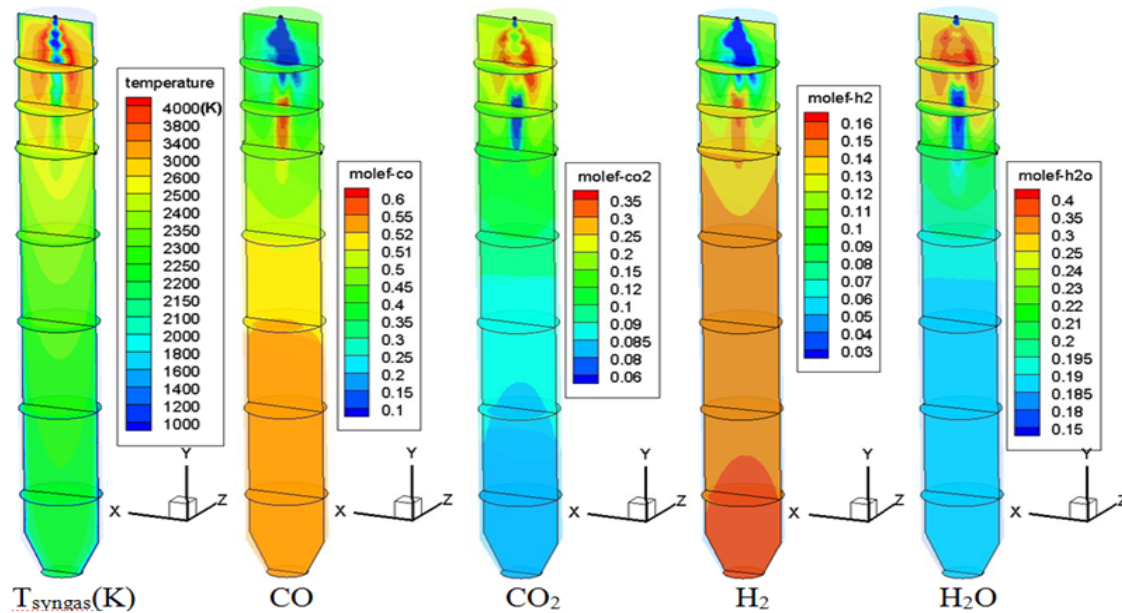 temperature
4000(K)
3800
3400
3000
2600
2500
2400
2350
2300
2250
2150
2100
2000
1800
1600
1400
1200
1000
molef-co
0.6
0.55
0.52
0.51
0.5
0.45
0.4
0.35
0.3
0.25
0.2
0.15
0.1
molef-co2
0.35
0.3
0.25
0.2
0.15
0.12
0.1
0.09
0.085
0.08
0.06
molef-h2
0.16
0.15
0.14
0.13
0.12
0.11
0.1
0.09
0.08
0.07
0.06
0.05
0.04
0.03
molef-h2o
0.4
0.35
0.3
0.25
0.24
0.23
0.22
0.21
0.2
0.195
0.19
0.185
0.18
0.15
Y
X
Z
Y
X
Z
Y
X
Z
Y
X
Z
Y
X
Z
Tsyngas(K)
CO
CO₂
H₂
H₂O